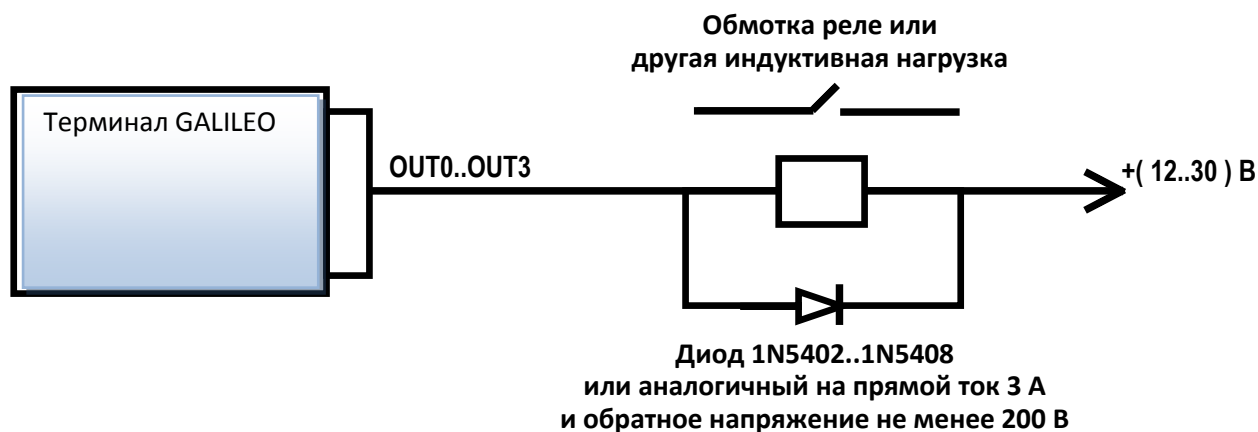 Обмотка реле или
другая индуктивная нагрузка
Терминал GALILEO
OUT0..OUT3
+( 12..30 ) В
Диод 1N5402..1N5408
или аналогичный на прямой ток 3 А
и обратное напряжение не менее 200 В